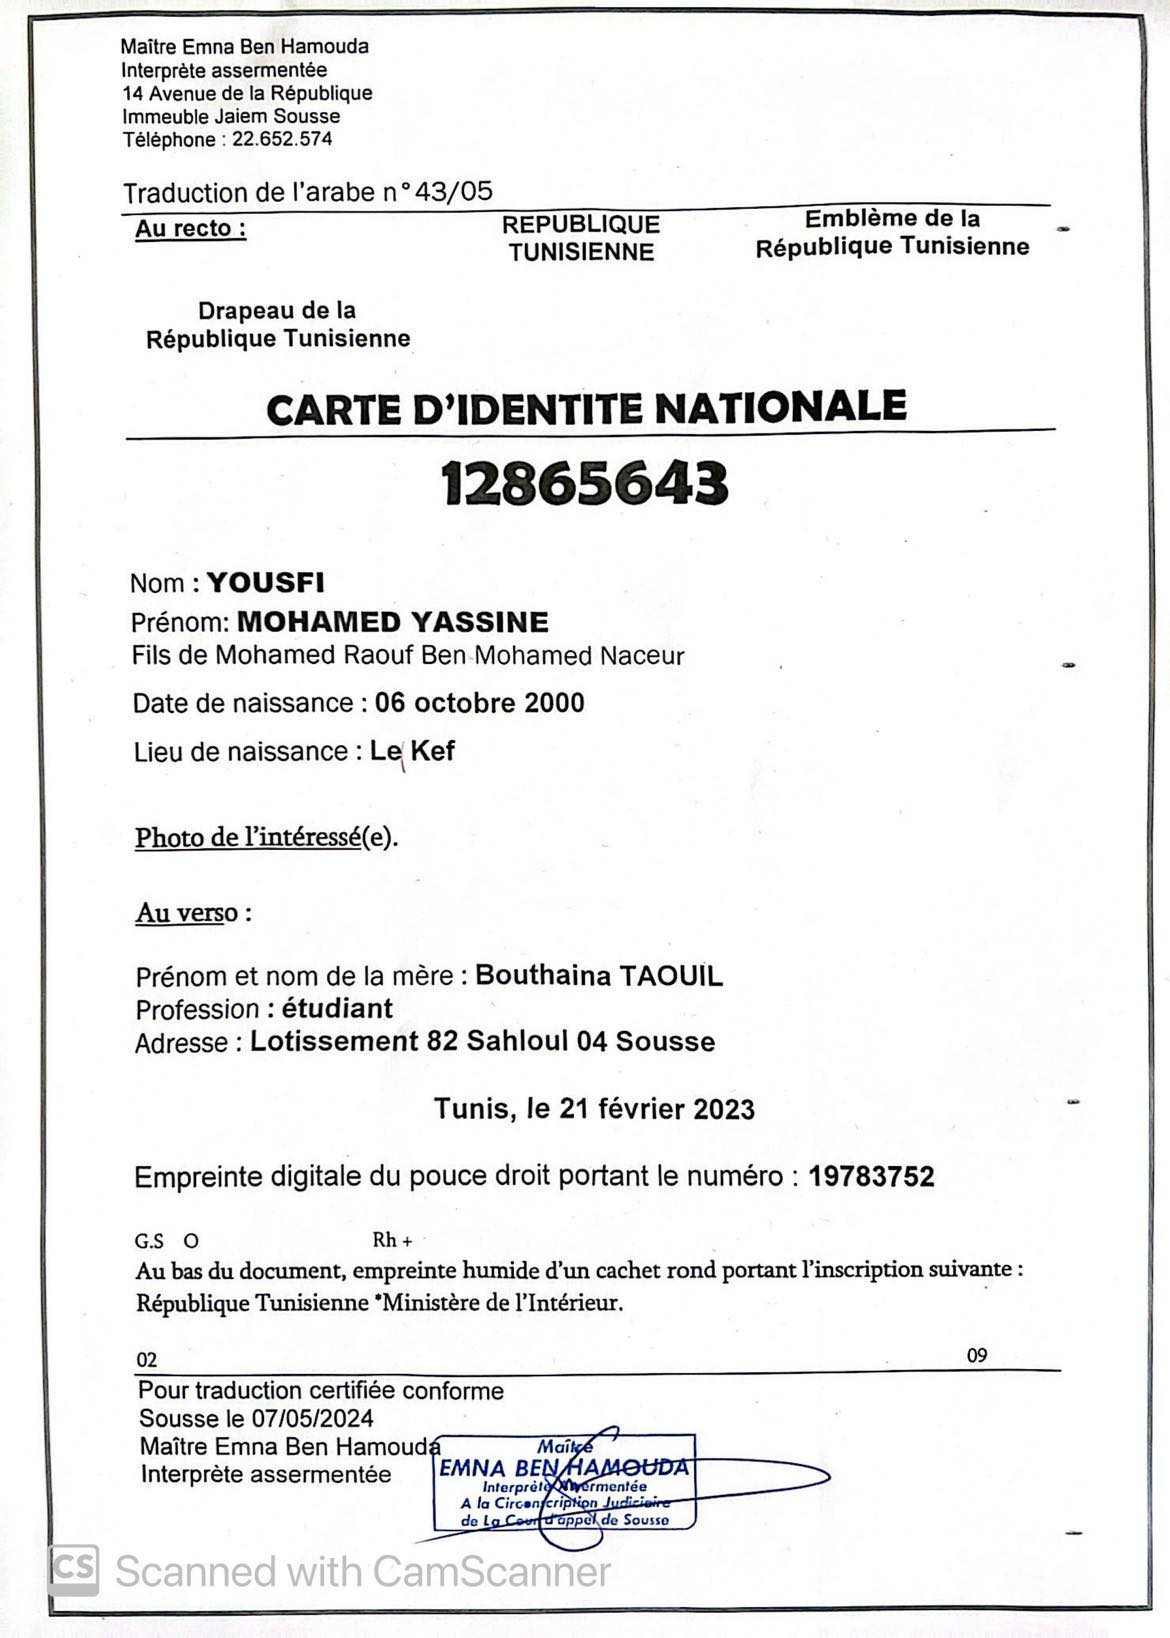 Maître Emna Ben Hamouda
Interprète assermentée
14 Avenue de la République
Immeuble Jaiem Sousse
Téléphone : 22.652.574
Traduction de l'arabe n°43/05
Au recto :
REPUBLIQUE
TUNISIENNE
Emblème de la
République Tunisienne
Drapeau de la
République Tunisienne
CARTE D'IDENTITE NATIONALE
12865643
Nom : YOUSFI
Prénom: MOHAMED YASSINE
Fils de Mohamed Raouf Ben Mohamed Naceur
Date de naissance : 06 octobre 2000
Lieu de naissance : Le Kef
Photo de l'intéressé(e).
Au verso :
Prénom et nom de la mère : Bouthaina TAOUIL
Profession : étudiant
Adresse : Lotissement 82 Sahloul 04 Sousse
Tunis, le 21 février 2023
Empreinte digitale du pouce droit portant le numéro : 19783752
G.S O Rh +
Au bas du document, empreinte humide d'un cachet rond portant l'inscription suivante :
République Tunisienne *Ministère de l'Intérieur.
02 09
Pour traduction certifiée conforme
Sousse le 07/05/2024
Maître Emna Ben Hamouda
Interprète assermentée
Maître
EMNA BEN HAMOUDA
Interprète Assermentée
A la Circonscription Judiciaire
de La Cour d'appel de Sousse
CS Scanned with CamScanner